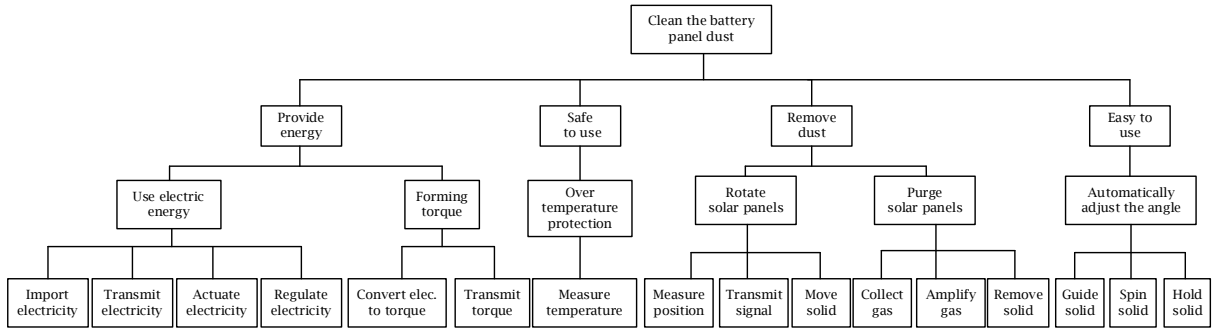 Clean the battery
panel dust
Provide
energy
Safe
to use
Remove
dust
Easy to
use
Use electric
energy
Forming
torque
Over
temperature
protection
Rotate
solar panels
Purge
solar panels
Automatically
adjust the angle
Import
electricity
Transmit
electricity
Actuate
electricity
Regulate
electricity
Convert elec.
to torque
Transmit
torque
Measure
temperature
Measure
position
Transmit
signal
Move
solid
Collect
gas
Amplify
gas
Remove
solid
Guide
solid
Spin
solid
Hold
solid